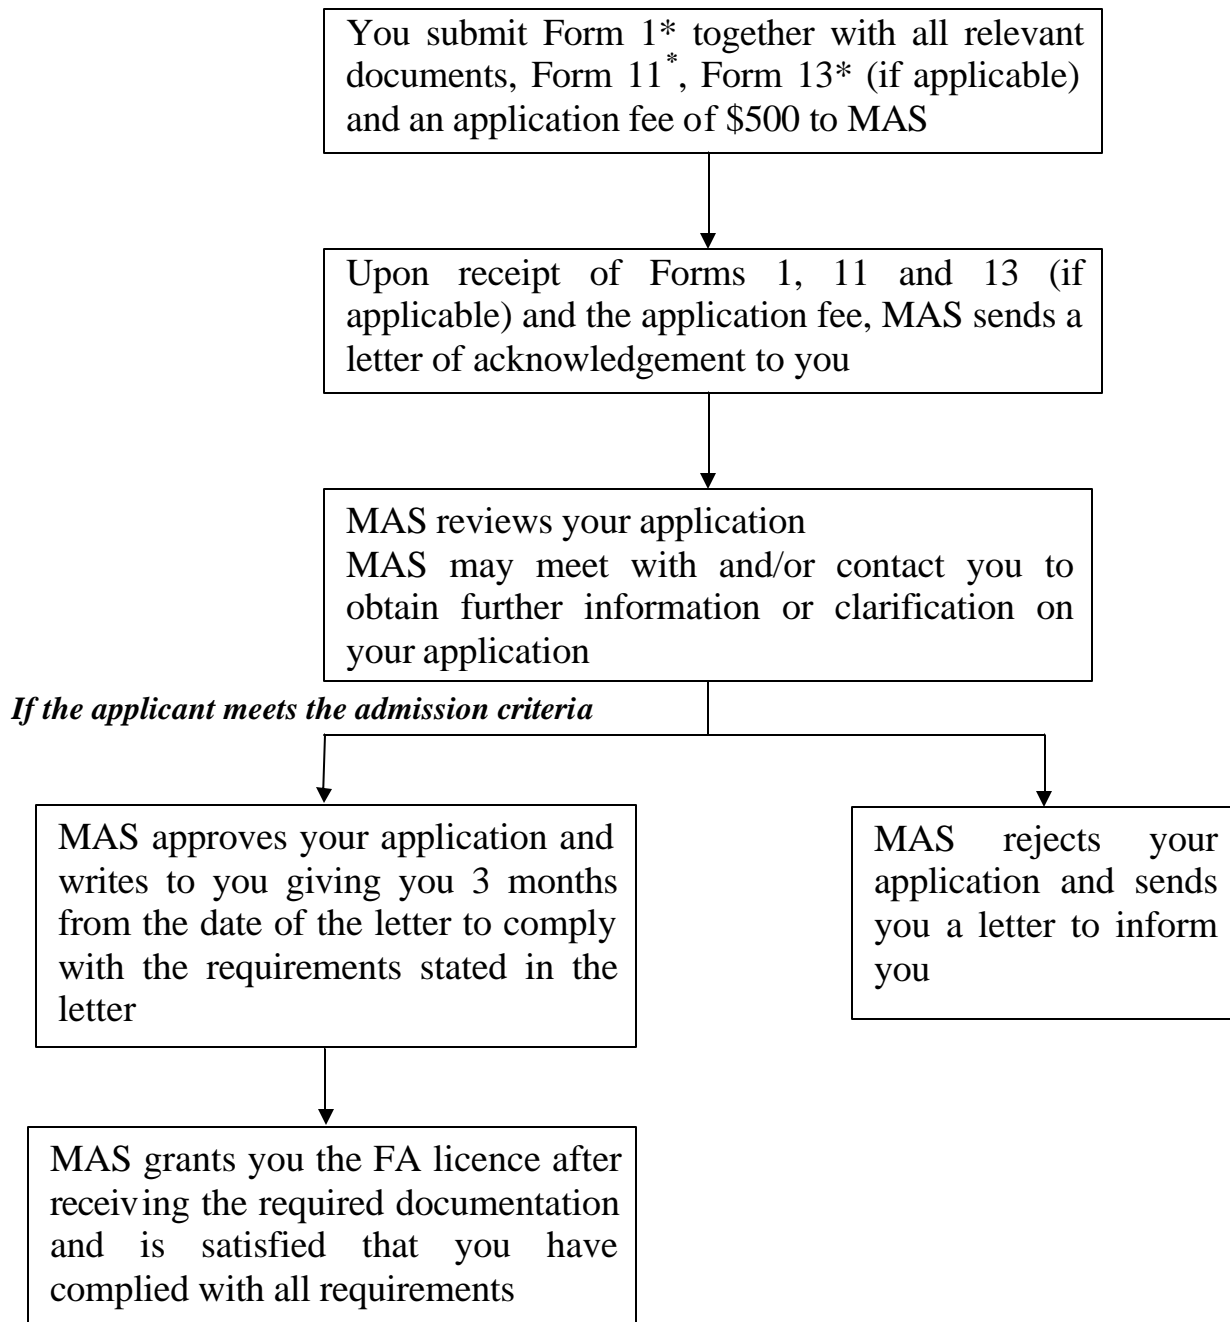 You submit Form 1* together with all relevant
documents, Form 11*, Form 13* (if applicable)
and an application fee of $500 to MAS
Upon receipt of Forms 1, 11 and 13 (if
applicable) and the application fee, MAS sends a
letter of acknowledgement to you
MAS reviews your application
MAS may meet with and/or contact you to
obtain further information or clarification on
your application
If the applicant meets the admission criteria
MAS approves your application and
writes to you giving you 3 months
from the date of the letter to comply
with the requirements stated in the
letter
MAS rejects your
application and sends
you a letter to inform
you
MAS grants you the FA licence after
receiving the required documentation
and is satisfied that you have
complied with all requirements